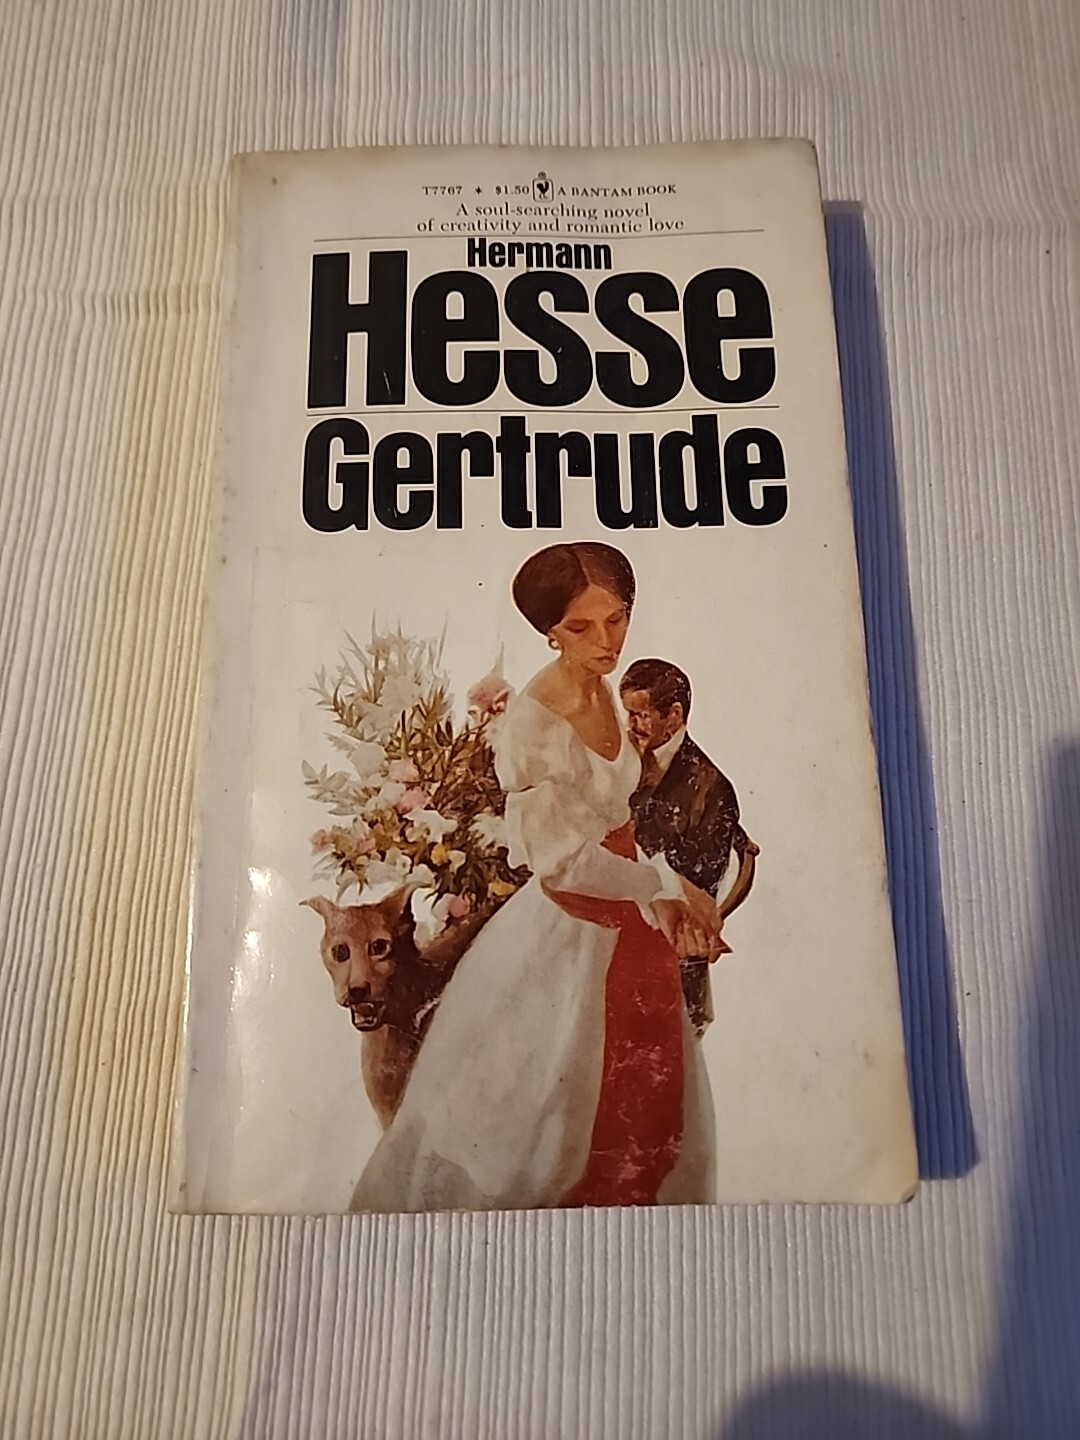 T7767 * $1.50 A BANTAM BOOK
A soul-searching novel
of creativity and romantic love
Hermann
Hesse
Gertrude